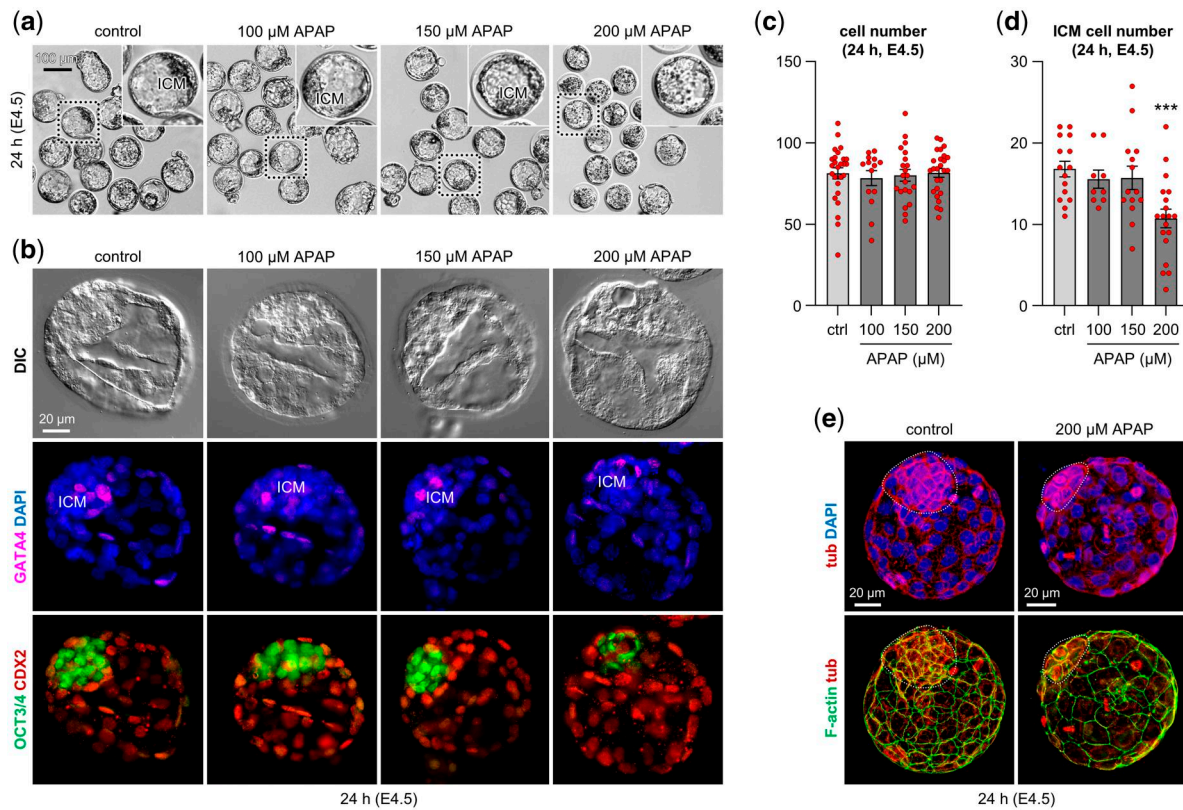 (a)
control
100 µM APAP
150 µM APAP
200 µM APAP
24 h (E4.5)
100 µm
ICM
ICM
ICM
(b)
control
100 µM APAP
150 µM APAP
200 µM APAP
DIC
20 µm
GATA4 DAPI
ICM
ICM
ICM
ICM
OCT3/4 CDX2
24 h (E4.5)
(c)
cell number
(24 h, E4.5)
150
100
50
0
ctrl
100
150
200
APAP (µM)
(d)
ICM cell number
(24 h, E4.5)
30
20
10
0
***
ctrl
100
150
200
APAP (µM)
(e)
control
200 µM APAP
tub DAPI
20 µm
20 µm
F-actin tub
24 h (E4.5)